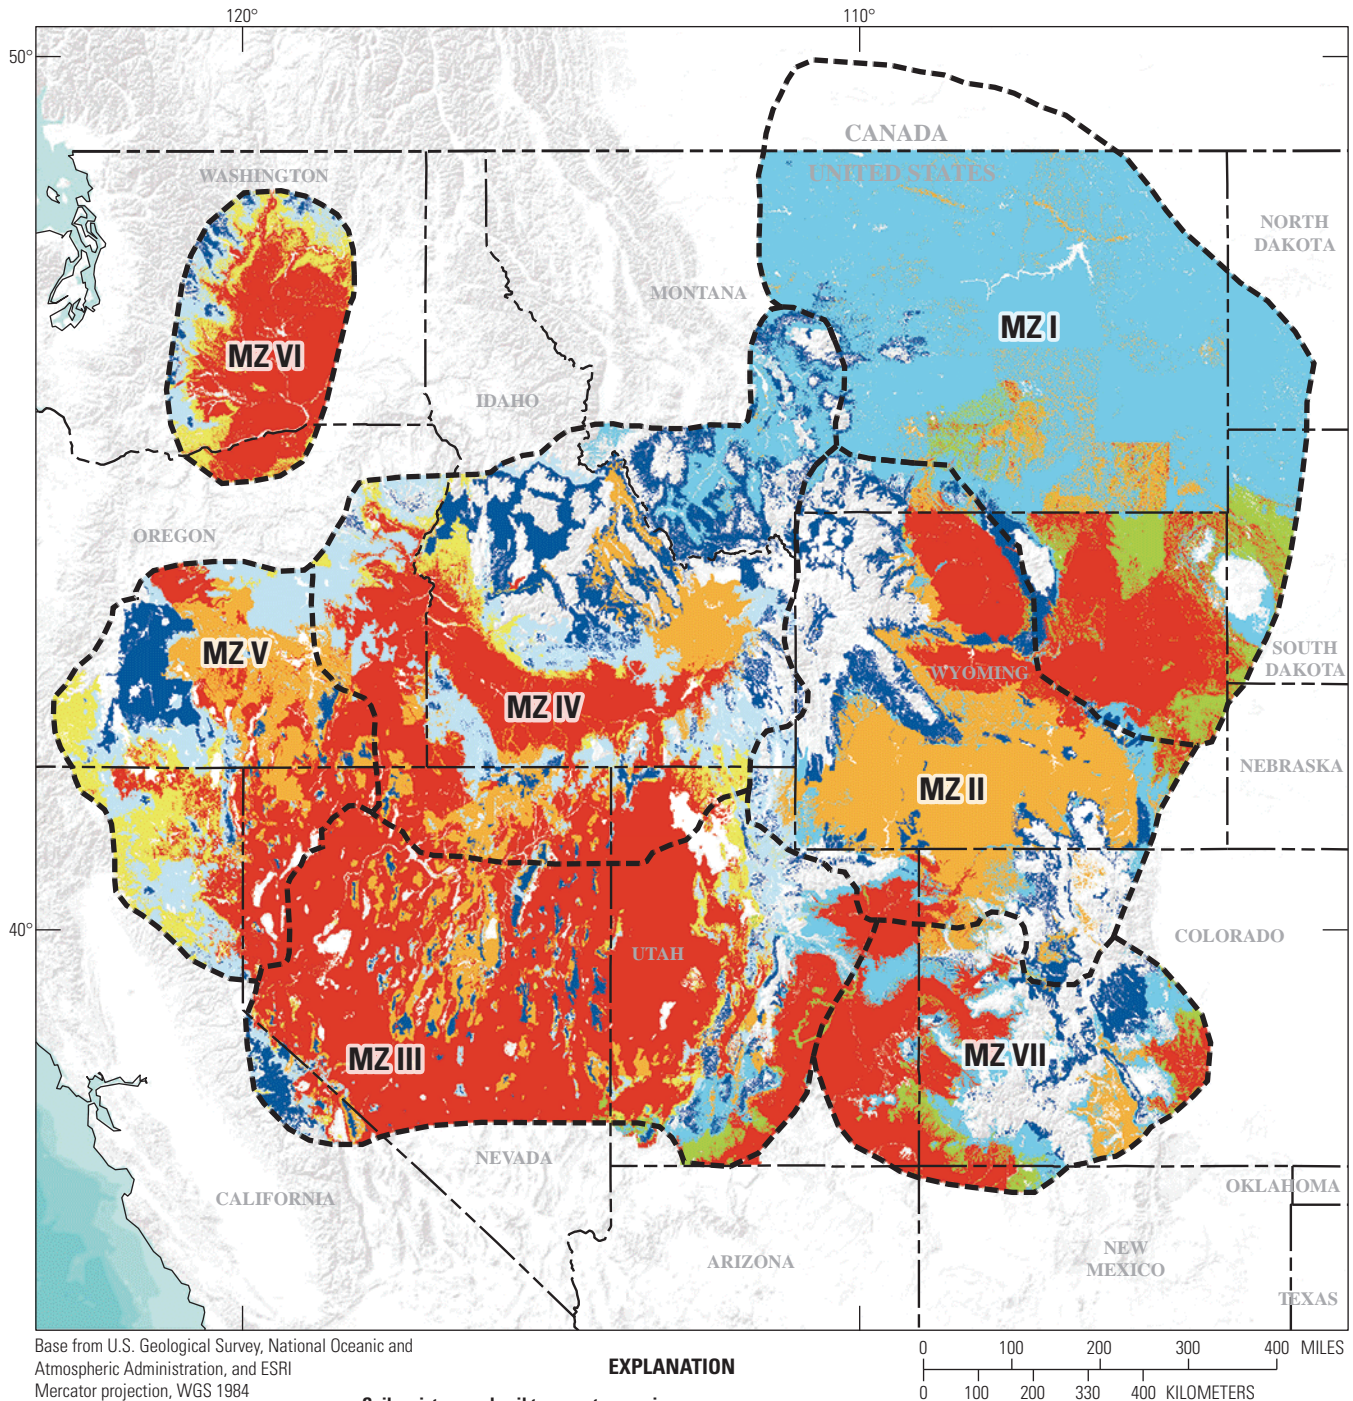 120°
110°
50°
CANADA
UNITED STATES
WASHINGTON
NORTH
DAKOTA
MONTANA
MZ I
MZ VI
IDAHO
OREGON
SOUTH
DAKOTA
MZ V
WYOMING
MZ IV
NEBRASKA
MZ II
40°
COLORADO
UTAH
MZ III
MZ VII
NEVADA
OKLAHOMA
CALIFORNIA
NEW
MEXICO
ARIZONA
TEXAS
Base from U.S. Geological Survey, National Oceanic and
Atmospheric Administration, and ESRI
Mercator projection, WGS 1984
EXPLANATION
0 100 200 300 400 MILES
0 100 200 330 400 KILOMETERS